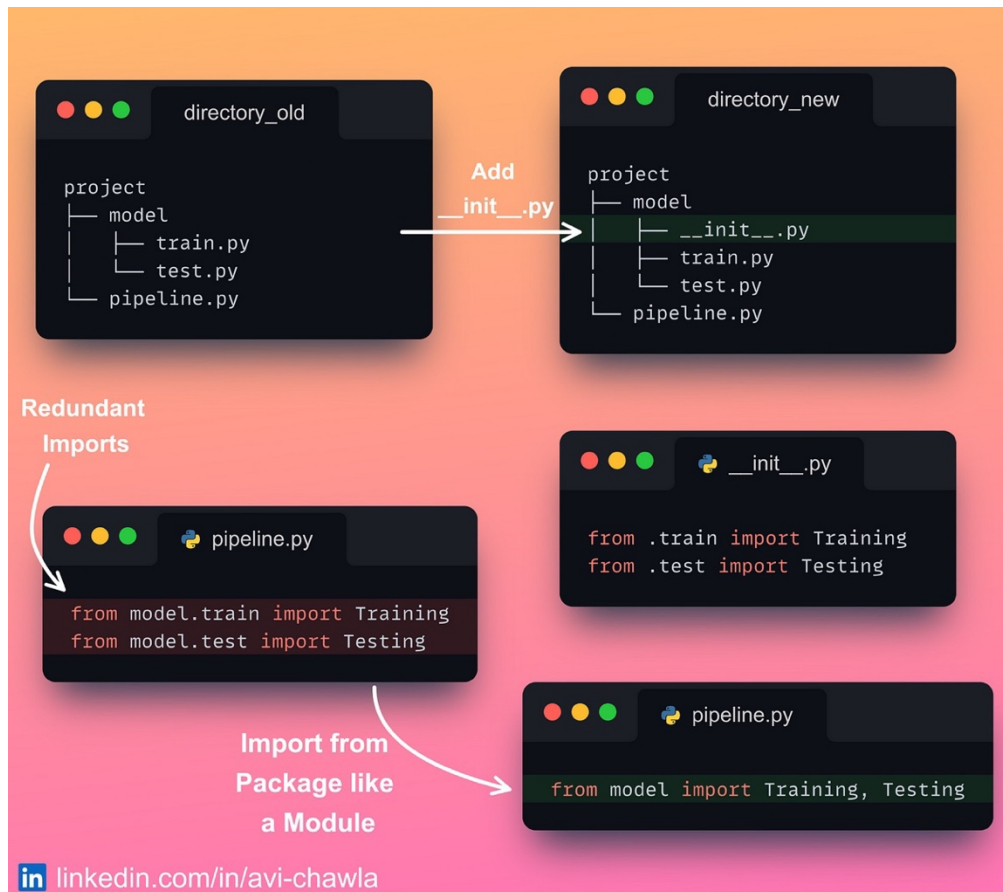 directory_old
project
├── model
│   ├── train.py
│   └── test.py
└── pipeline.py
Add
__init__.py
directory_new
project
├── model
│   ├── __init__.py
│   ├── train.py
│   └── test.py
└── pipeline.py
Redundant
Imports
pipeline.py
from model.train import Training
from model.test import Testing
__init__.py
from .train import Training
from .test import Testing
Import from
Package like
a Module
pipeline.py
from model import Training, Testing
in linkedin.com/in/avi-chawla